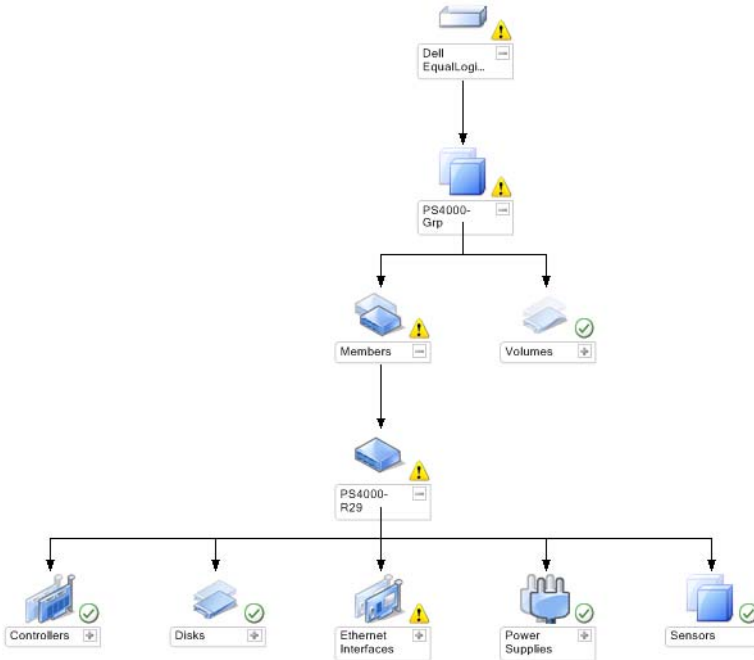 Dell
EqualLogi...
PS4000-
Grp
Members
Volumes
PS4000-
R29
Controllers
Disks
Ethernet
Interfaces
Power
Supplies
Sensors